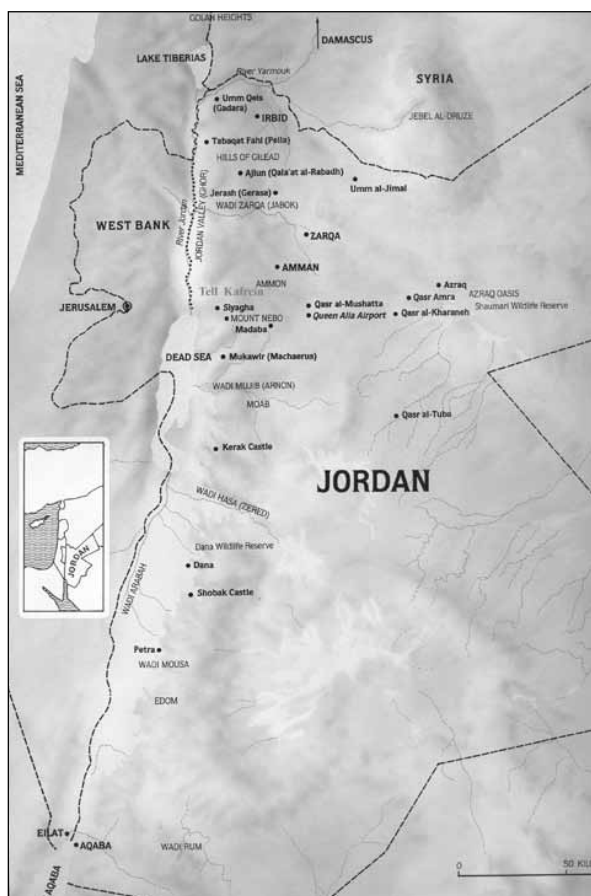 GOLAN HEIGHTS
DAMASCUS
LAKE TIBERIAS
River Yarmouk
SYRIA
MEDITERRANEAN SEA
Umm Qeis
(Gadara)
IRBID
JEBEL AL-DRUZE
Tabaqat Fahl (Pella)
HILLS OF GILEAD
Ajlun (Qala'at al-Rabadh)
Umm al-Jimal
Jerash (Gerasa)
WADI ZARQA (JABOK)
JORDAN VALLEY (GHOR)
River Jordan
WEST BANK
ZARQA
AMMAN
AMMON
Tell Kafrein
Azraq
Qasr Amra
AZRAQ OASIS
Shaumari Wildlife Reserve
JERUSALEM
Siyagha
Qasr al-Mushatta
Queen Alia Airport
Qasr al-Kharaneh
MOUNT NEBO
Madaba
DEAD SEA
Mukawir (Machaerus)
WADI MUJIB (ARNON)
MOAB
Qasr al-Tuba
Kerak Castle
JORDAN
WADI HASA (ZERED)
JORDAN
Dana Wildlife Reserve
Dana
WADI ARABAH
Shobak Castle
Petra
WADI MOUSA
EDOM
EILAT
AQABA
WADI RUM
AQABA
0
50 KIL